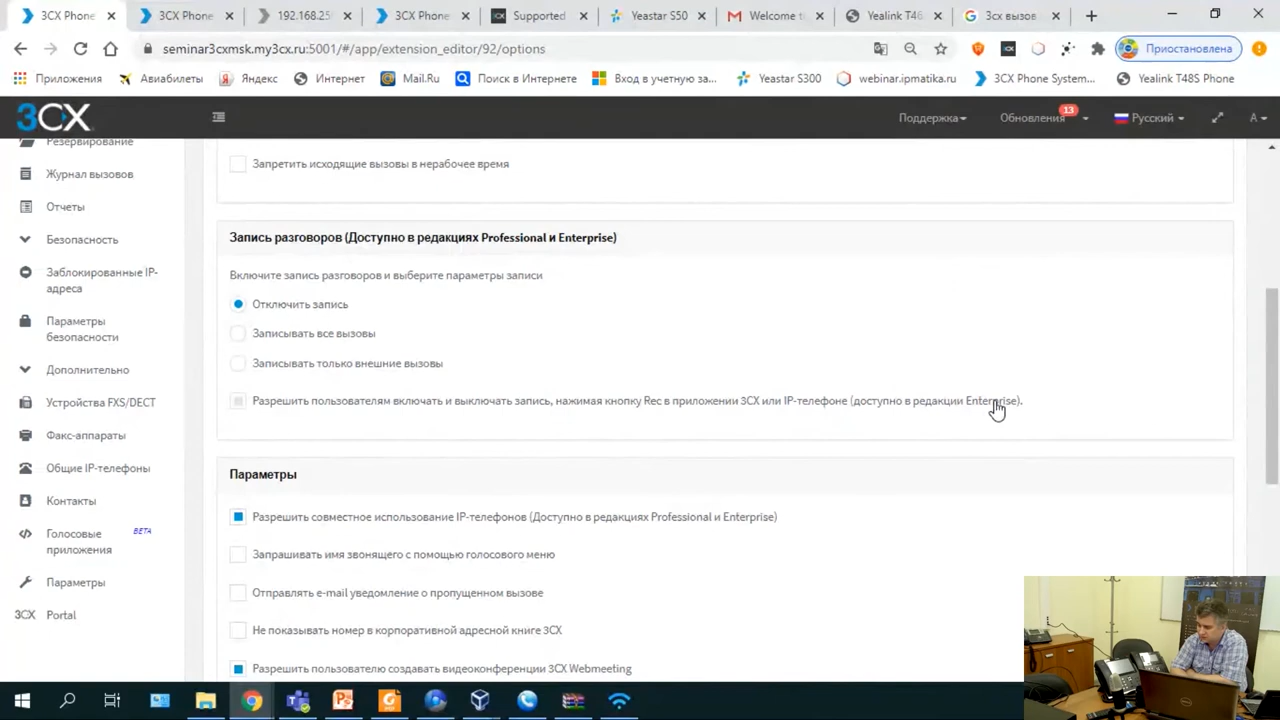 3CX Phone
3CX Phone
192.168.25
3CX Phone
Supported
Yeastar S50
Welcome t
Yealink T46
3cx вызов
seminar3cxmsk.my3cx.ru:5001/#/app/extension_editor/92/options
Приостановлена
Приложения
Авиабилеты
Яндекс
Интернет
Mail.Ru
Поиск в Интернете
Вход в учетную за...
Yeastar S300
webinar.ipmatika.ru
3CX Phone System...
Yealink T48S Phone
3CX
Поддержка
Обновления
13
Русский
A
Резервирование
Журнал вызовов
Отчеты
Безопасность
Заблокированные IP-
адреса
Параметры
безопасности
Дополнительно
Устройства FXS/DECT
Факс-аппараты
Общие IP-телефоны
Контакты
Голосовые
приложения
BETA
Параметры
3CX Portal
Запретить исходящие вызовы в нерабочее время
Запись разговоров (Доступно в редакциях Professional и Enterprise)
Включите запись разговоров и выберите параметры записи
Отключить запись
Записывать все вызовы
Записывать только внешние вызовы
Разрешить пользователям включать и выключать запись, нажимая кнопку Rec в приложении 3CX или IP-телефоне (доступно в редакции Enterprise).
Параметры
Разрешить совместное использование IP-телефонов (Доступно в редакциях Professional и Enterprise)
Запрашивать имя звонящего с помощью голосового меню
Отправлять e-mail уведомление о пропущенном вызове
Не показывать номер в корпоративной адресной книге 3CX
Разрешить пользователю создавать видеоконференции 3CX Webmeeting